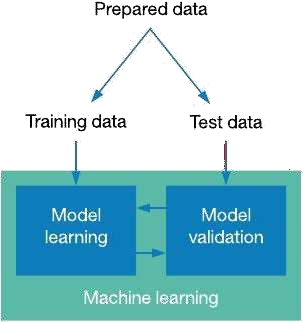 Prepared data
Training data
Test data
Model
learning
Model
validation
Machine learning